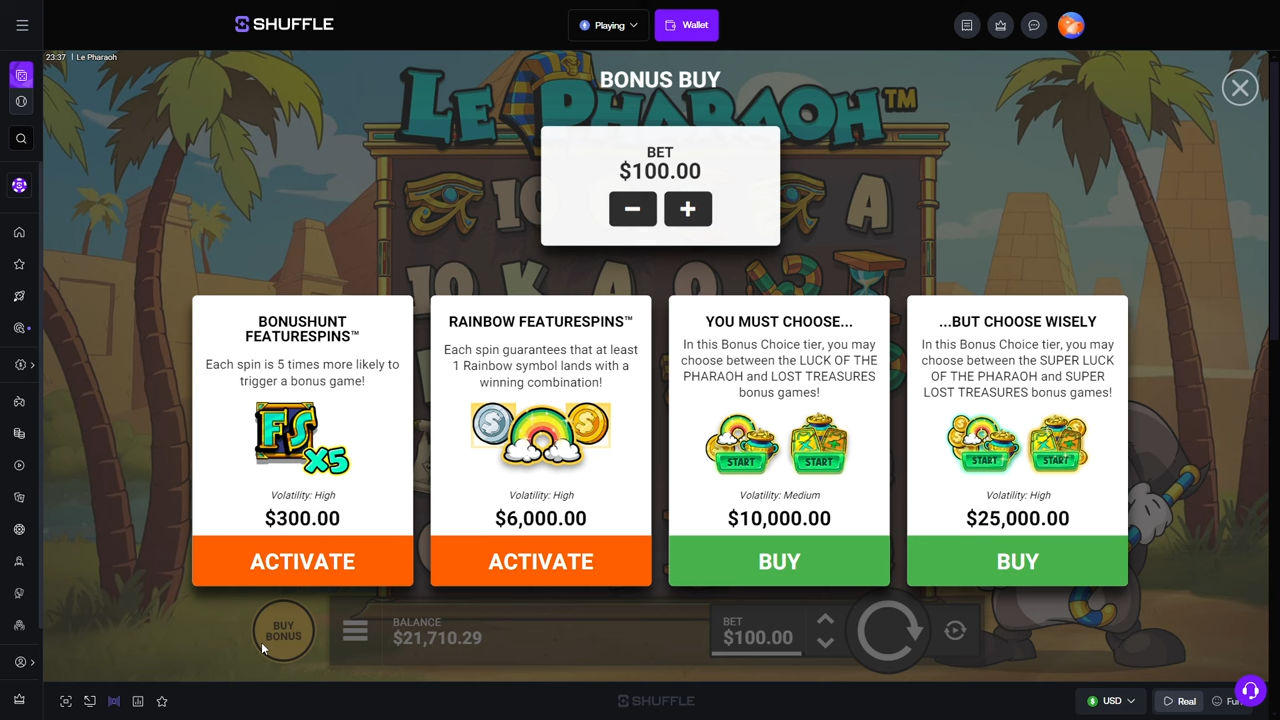 SHUFFLE
Playing
Wallet
23:37 | Le Pharaoh
LE PHARAOH™
BONUS BUY
BET
$100.00
10
A
10 K A Q
BONUSHUNT
FEATURESPINS™
Each spin is 5 times more likely to
trigger a bonus game!
FS
X5
Volatility: High
$300.00
ACTIVATE
RAINBOW FEATURESPINS™
Each spin guarantees that at least
1 Rainbow symbol lands with a
winning combination!
Volatility: High
$6,000.00
ACTIVATE
YOU MUST CHOOSE...
In this Bonus Choice tier, you may
choose between the LUCK OF THE
PHARAOH and LOST TREASURES
bonus games!
START START
Volatility: Medium
$10,000.00
BUY
...BUT CHOOSE WISELY
In this Bonus Choice tier, you may
choose between the SUPER LUCK
OF THE PHARAOH and SUPER
LOST TREASURES bonus games!
START START
Volatility: High
$25,000.00
BUY
BUY
BONUS
BALANCE
$21,710.29
BET
$100.00
SHUFFLE
USD
Real